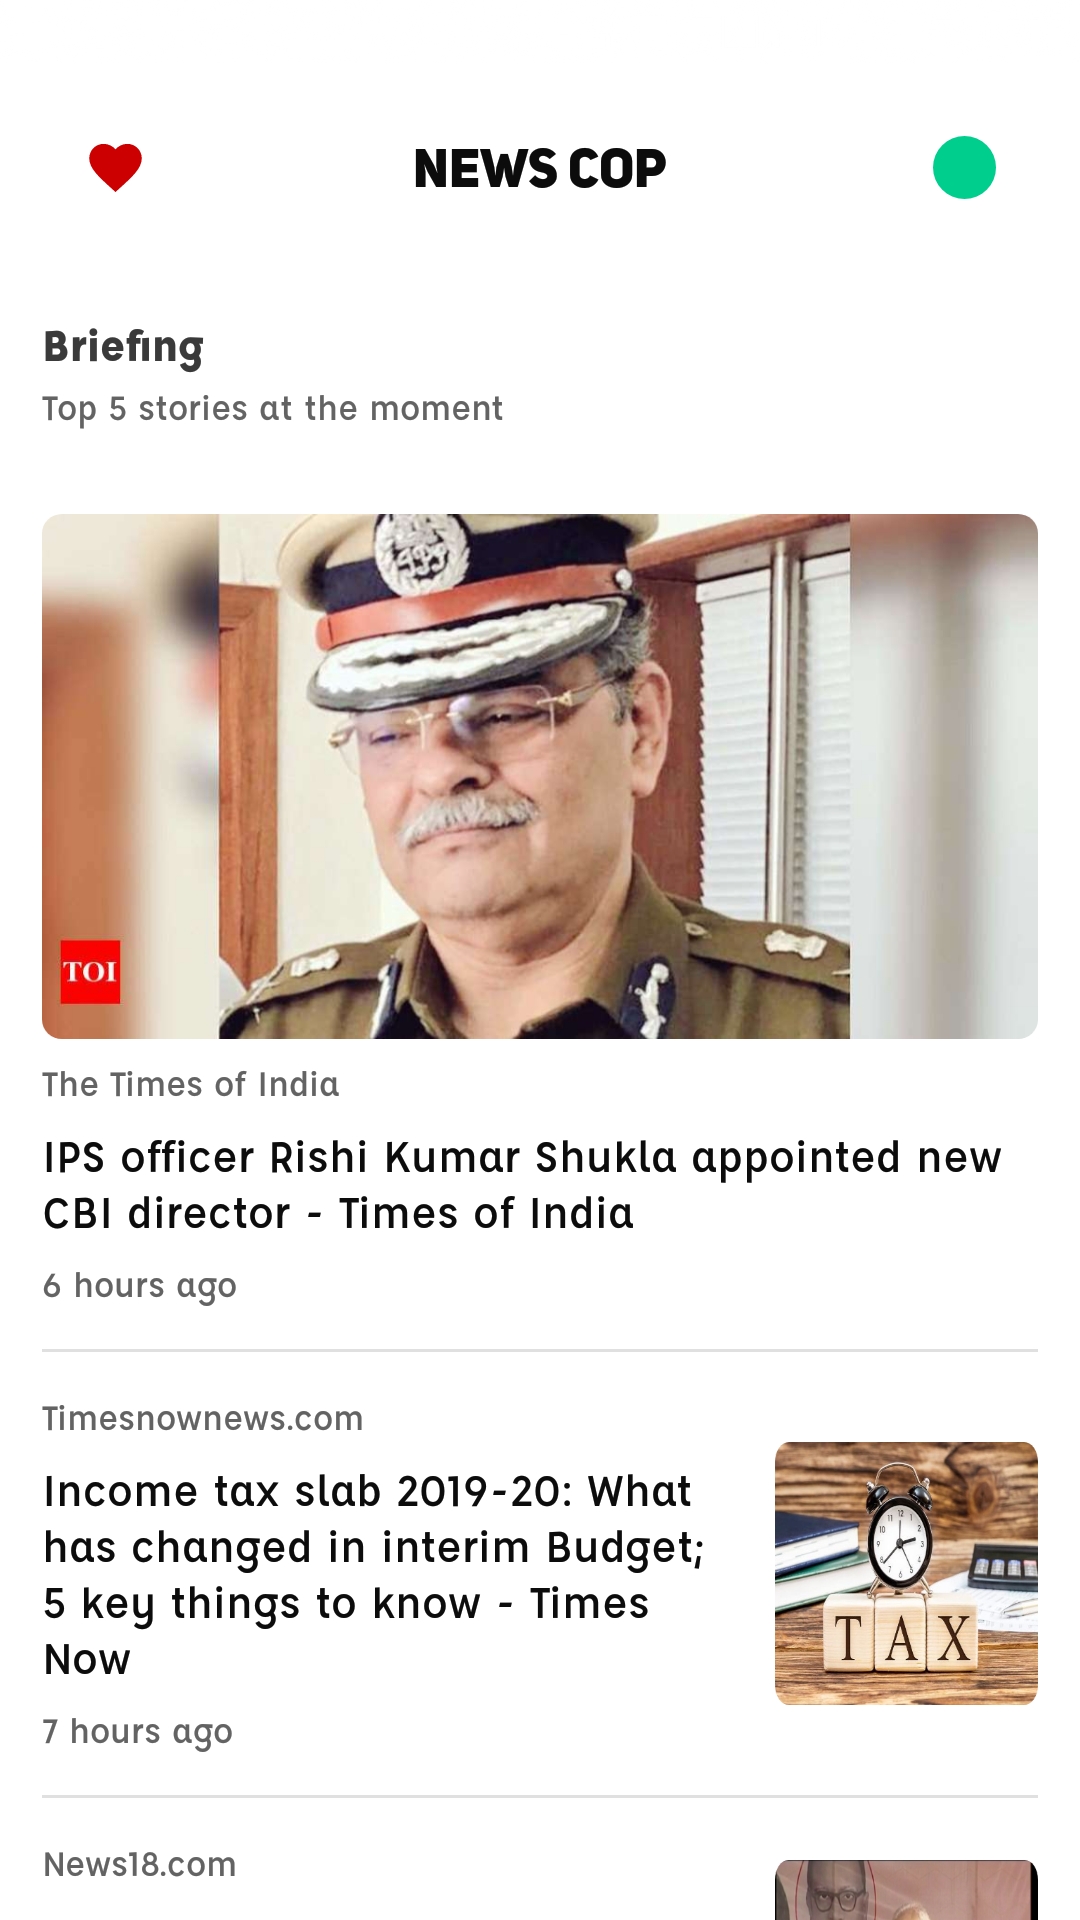 NEWS COP
Briefing
Top 5 stories at the moment
TOI
The Times of India
IPS officer Rishi Kumar Shukla appointed new
CBI director - Times of India
6 hours ago
Timesnownews.com
Income tax slab 2019-20: What
has changed in interim Budget;
5 key things to know - Times
Now
TAX
7 hours ago
News18.com